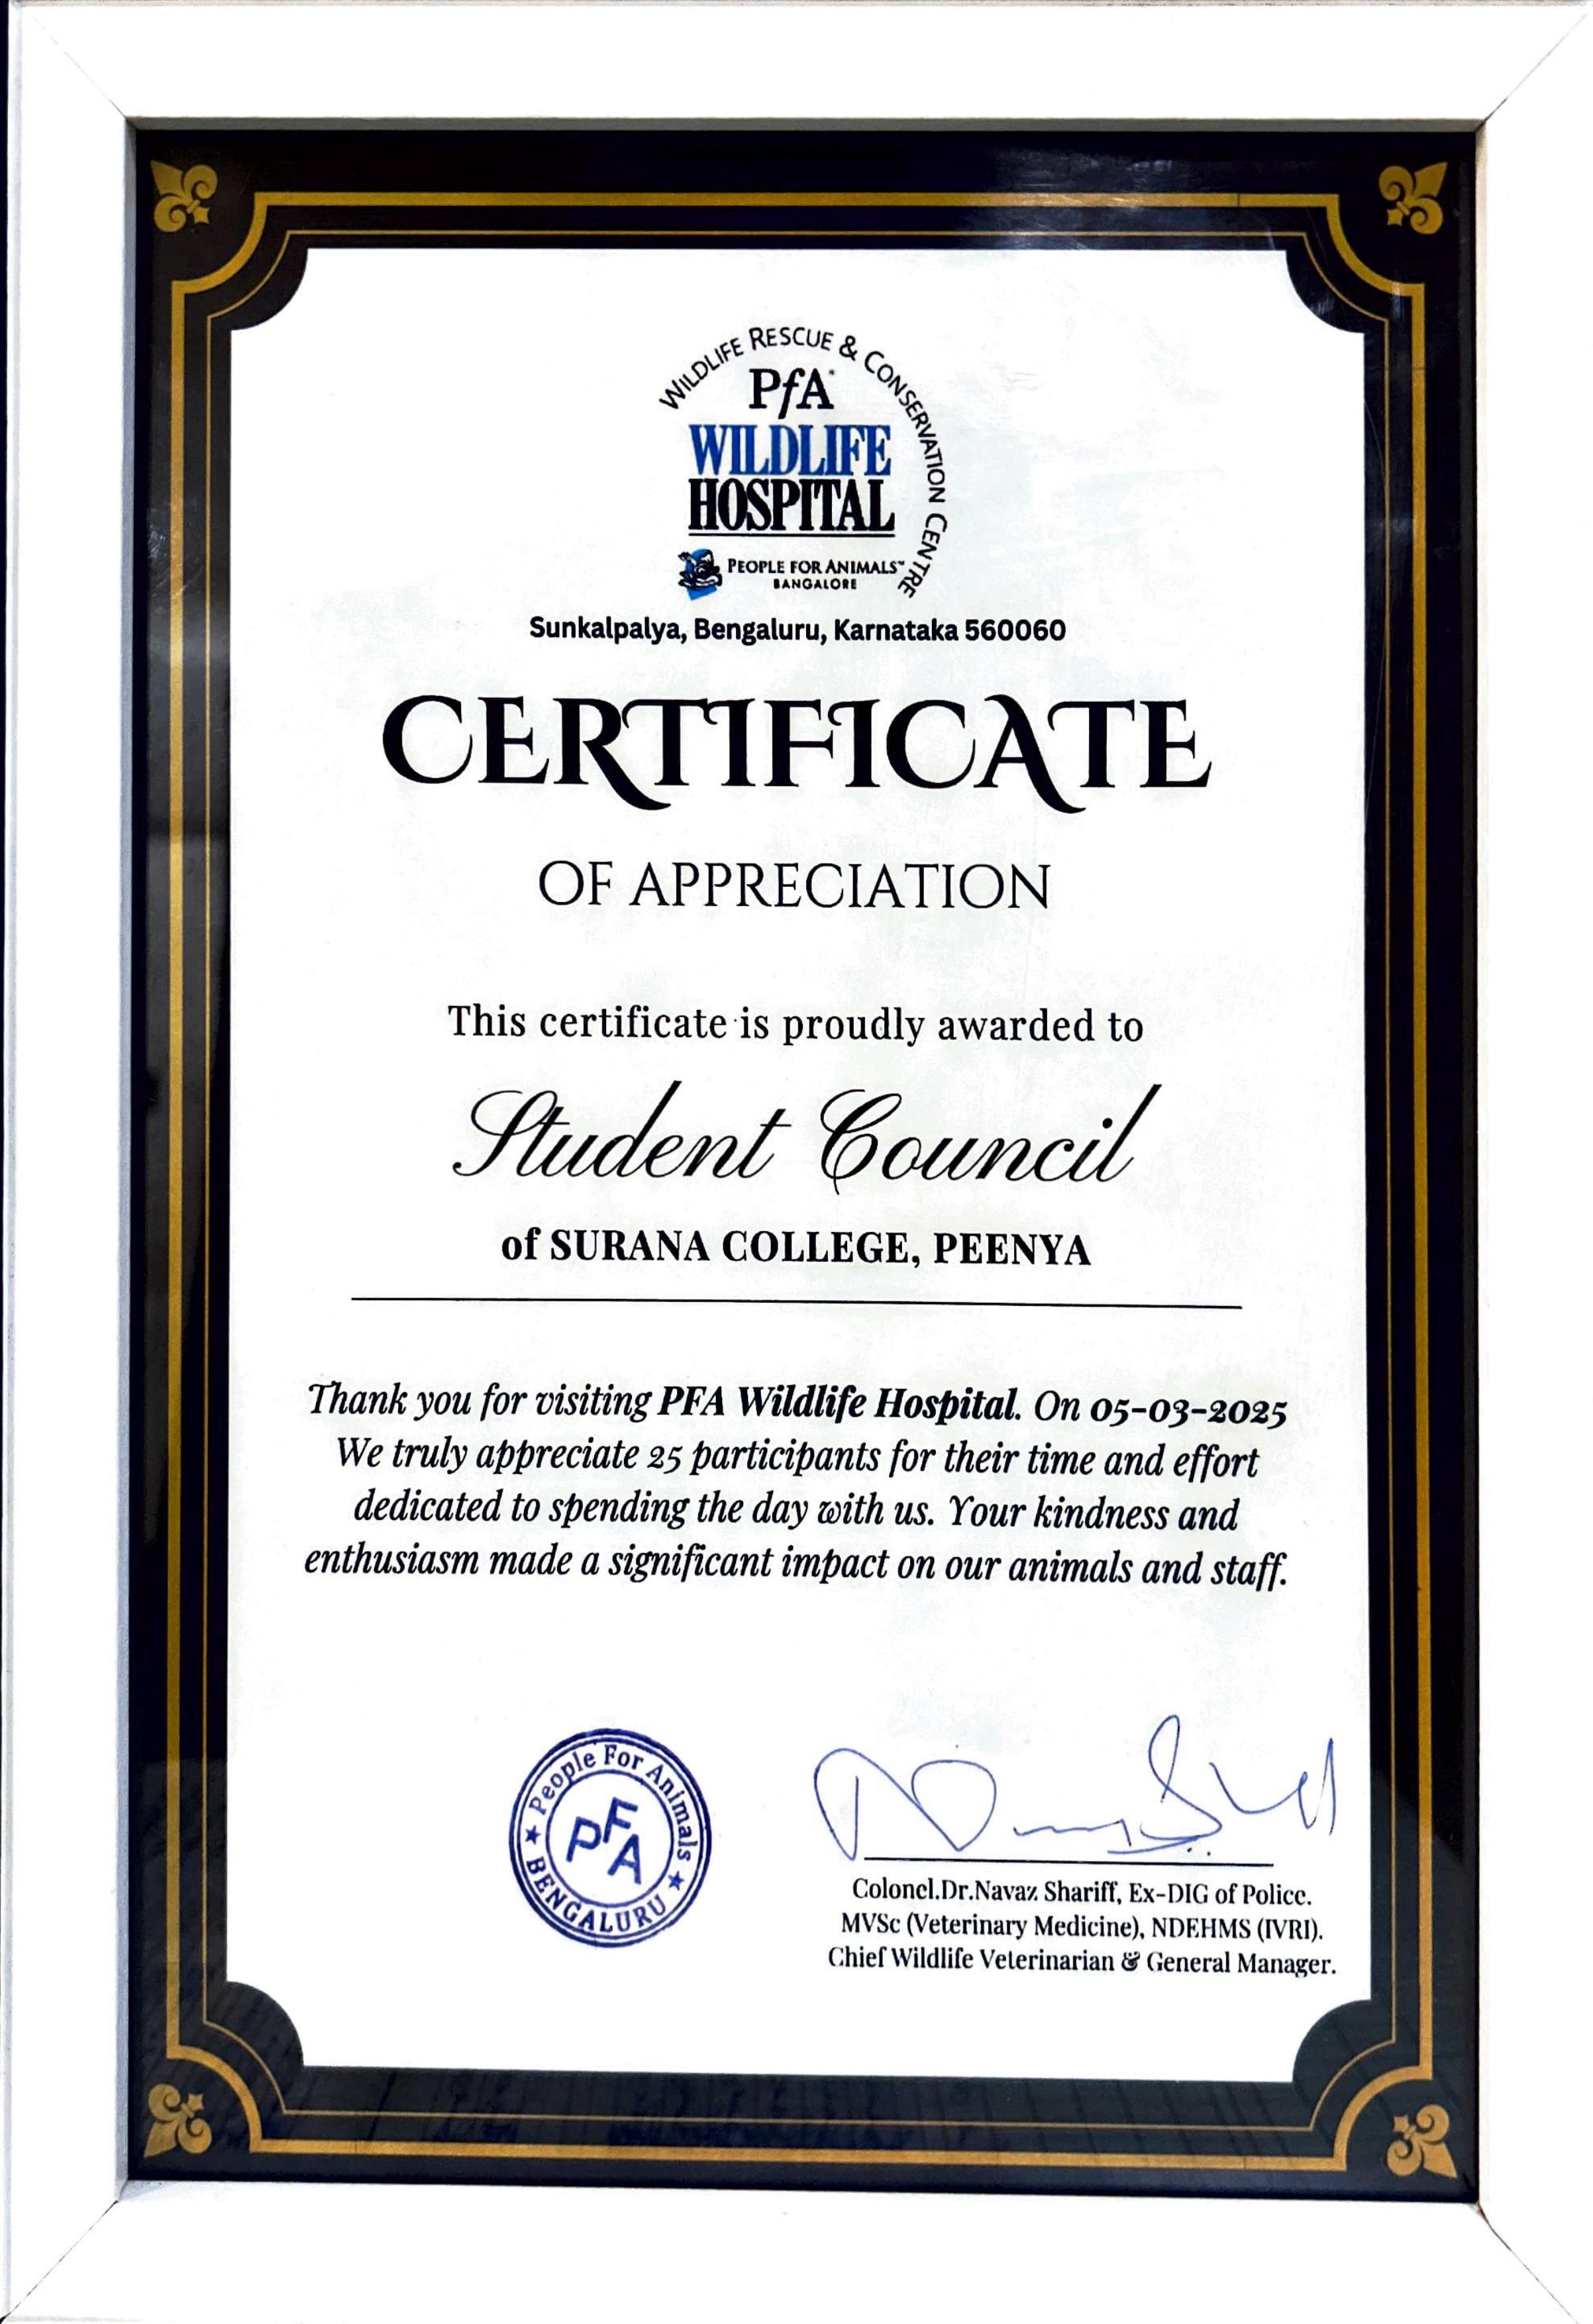 WILDLIFE RESCUE & CONSERVATION CENTRE
PfA
WILDLIFE
HOSPITAL
PEOPLE FOR ANIMALS™
BANGALORE
Sunkalpalya, Bengaluru, Karnataka 560060
CERTIFICATE
OF APPRECIATION
This certificate is proudly awarded to
Student Council
of SURANA COLLEGE, PEENYA
Thank you for visiting PFA Wildlife Hospital. On 05-03-2025
We truly appreciate 25 participants for their time and effort
dedicated to spending the day with us. Your kindness and
enthusiasm made a significant impact on our animals and staff.
People For Animals
PFA
BENGALURU
Colonel.Dr.Navaz Shariff, Ex-DIG of Police.
MVSc (Veterinary Medicine), NDEHMS (IVRI).
Chief Wildlife Veterinarian & General Manager.